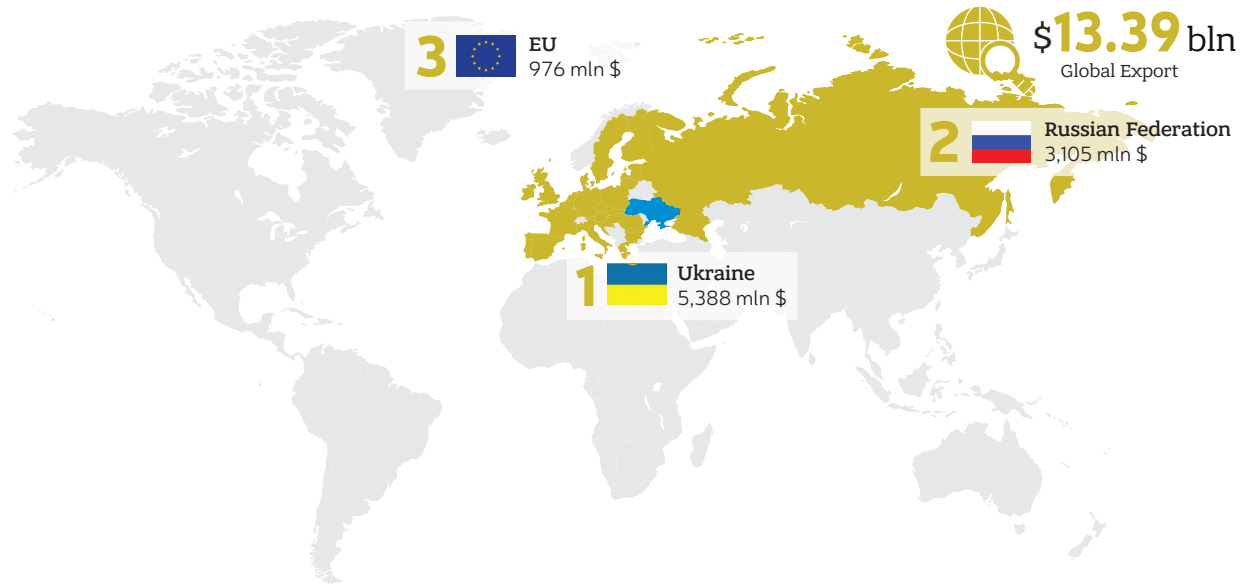 3
EU
976 mln $
$13.39 bln
Global Export
2
Russian Federation
3,105 mln $
1
Ukraine
5,388 mln $